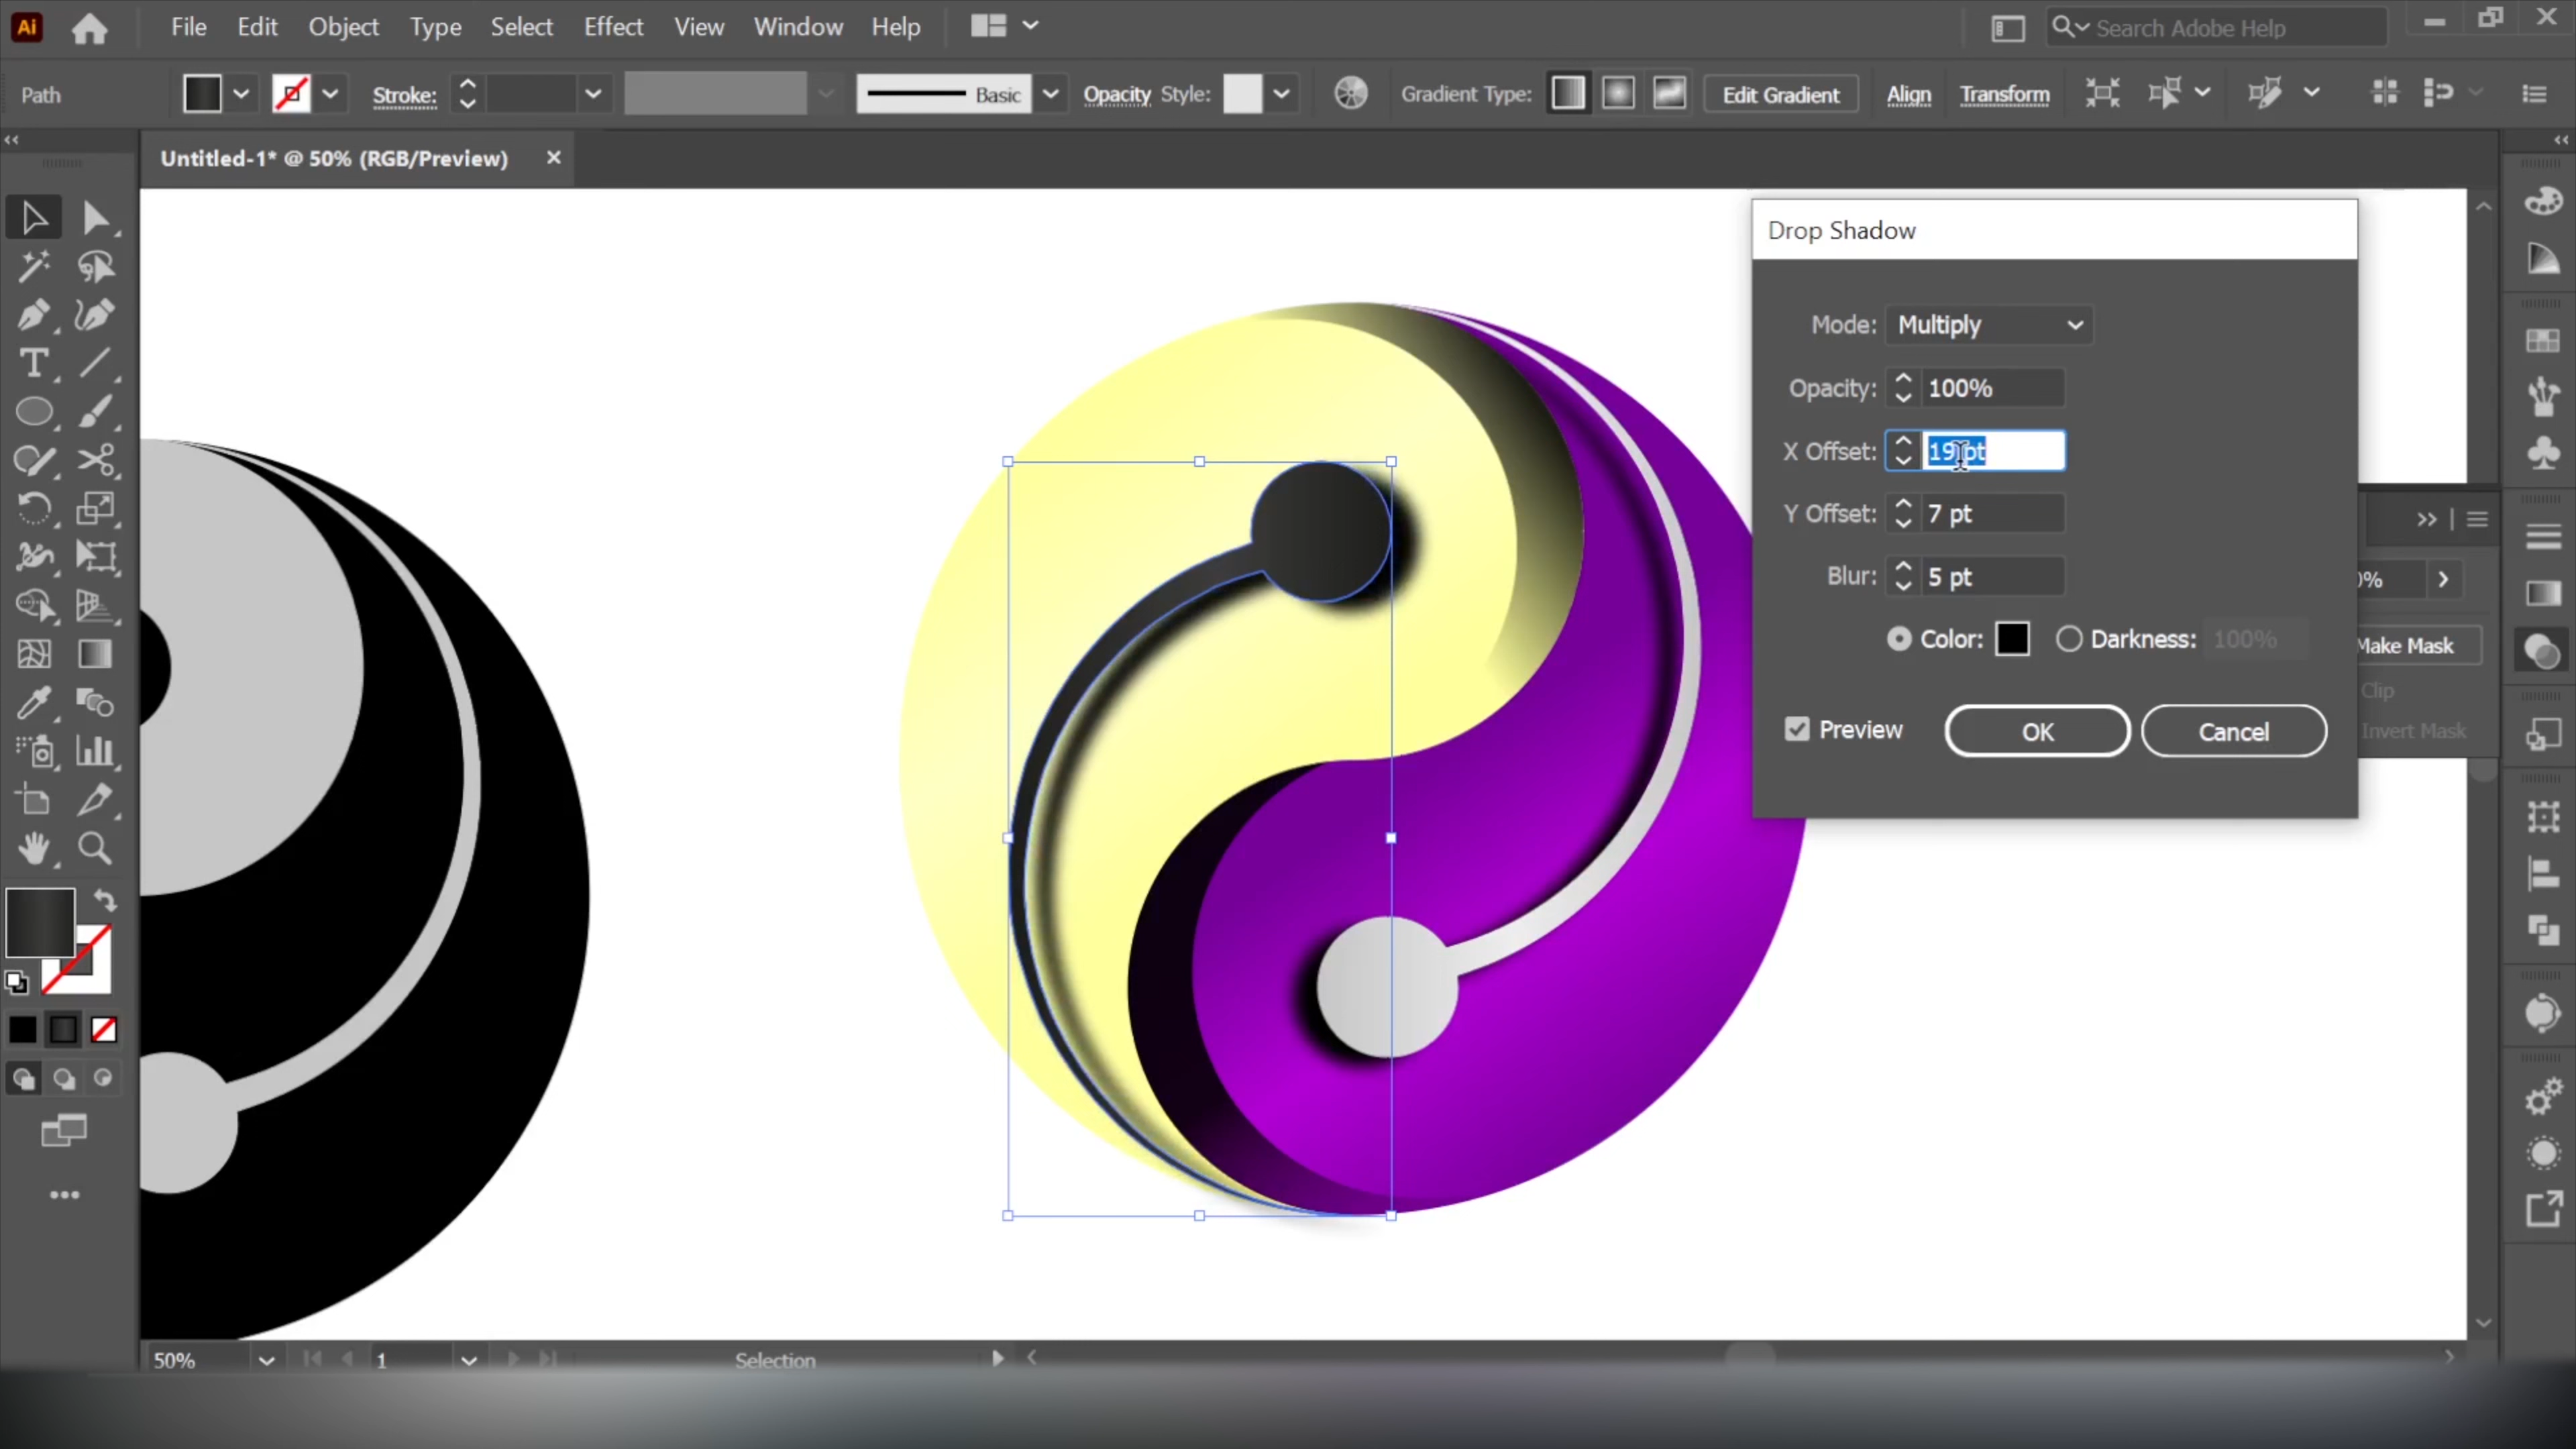 Ai File Edit Object Type Select Effect View Window Help Search Adobe Help
Path Stroke: Basic Opacity Style: Gradient Type: Edit Gradient Align Transform
Untitled-1* @ 50% (RGB/Preview)
Drop Shadow
Mode: Multiply
Opacity: 100%
X Offset: 19 pt
Y Offset: 7 pt
Blur: 5 pt
Color: Darkness: 100%
Preview OK Cancel
0%
Make Mask
Clip
Invert Mask
50% 1 Selection